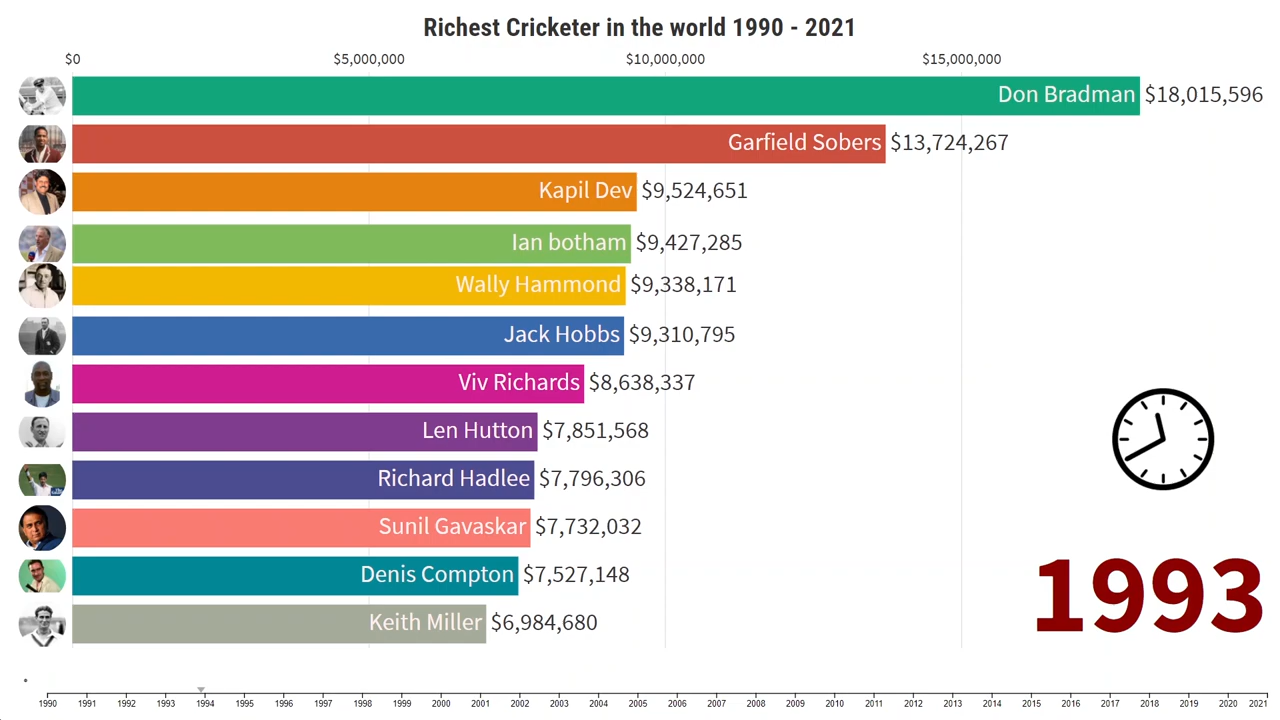 Richest Cricketer in the world 1990 - 2021
$0 $5,000,000 $10,000,000 $15,000,000
Don Bradman $18,015,596
Garfield Sobers $13,724,267
Kapil Dev $9,524,651
Ian botham $9,427,285
Wally Hammond $9,338,171
Jack Hobbs $9,310,795
Viv Richards $8,638,337
Len Hutton $7,851,568
Richard Hadlee $7,796,306
Sunil Gavaskar $7,732,032
Denis Compton $7,527,148
Keith Miller $6,984,680
1993
1990 1991 1992 1993 1994 1995 1996 1997 1998 1999 2000 2001 2002 2003 2004 2005 2006 2007 2008 2009 2010 2011 2012 2013 2014 2015 2016 2017 2018 2019 2020 2021